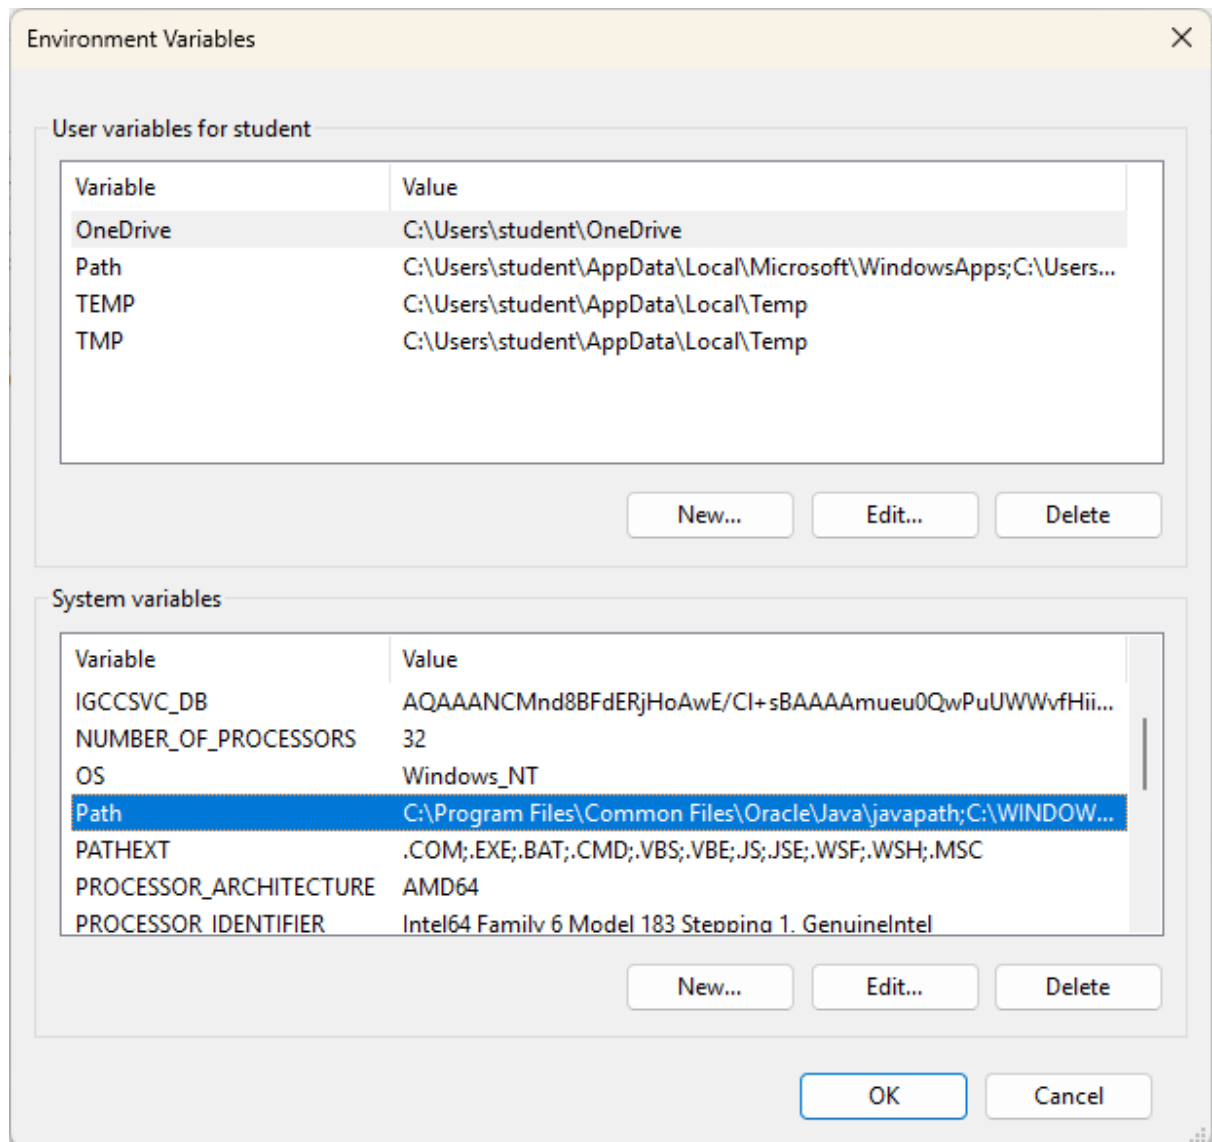 Environment Variables
User variables for student
Variable Value
OneDrive C:\Users\student\OneDrive
Path C:\Users\student\AppData\Local\Microsoft\WindowsApps;C:\Users...
TEMP C:\Users\student\AppData\Local\Temp
TMP C:\Users\student\AppData\Local\Temp
New... Edit... Delete
System variables
Variable Value
IGCCSVC_DB AQAAANCMnd8BFdERjHoAwE/Cl+sBAAAAmueu0QwPuUWWvfHii...
NUMBER_OF_PROCESSORS 32
OS Windows_NT
Path C:\Program Files\Common Files\Oracle\Java\javapath;C:\WINDOW...
PATHEXT .COM;.EXE;.BAT;.CMD;.VBS;.VBE;.JS;.JSE;.WSF;.WSH;.MSC
PROCESSOR_ARCHITECTURE AMD64
PROCESSOR_IDENTIFIER Intel64 Family 6 Model 183 Stepping 1, GenuineIntel
New... Edit... Delete
OK Cancel